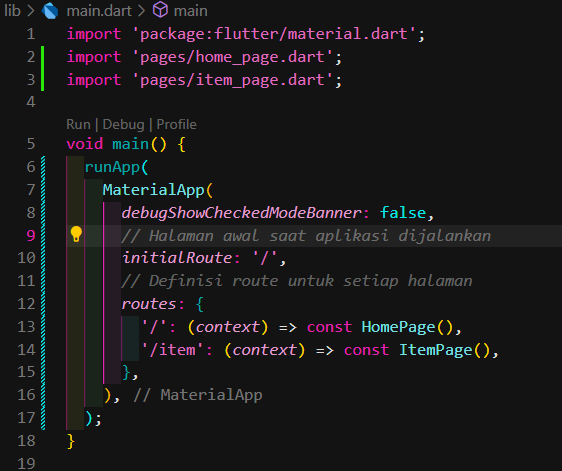 lib > main.dart > main
1 import 'package:flutter/material.dart';
2 import 'pages/home_page.dart';
3 import 'pages/item_page.dart';
4
Run | Debug | Profile
5 void main() {
6   runApp(
7     MaterialApp(
8       debugShowCheckedModeBanner: false,
9       // Halaman awal saat aplikasi dijalankan
10       initialRoute: '/',
11       // Definisi route untuk setiap halaman
12       routes: {
13         '/': (context) => const HomePage(),
14         '/item': (context) => const ItemPage(),
15       },
16     ), // MaterialApp
17   );
18 }
19